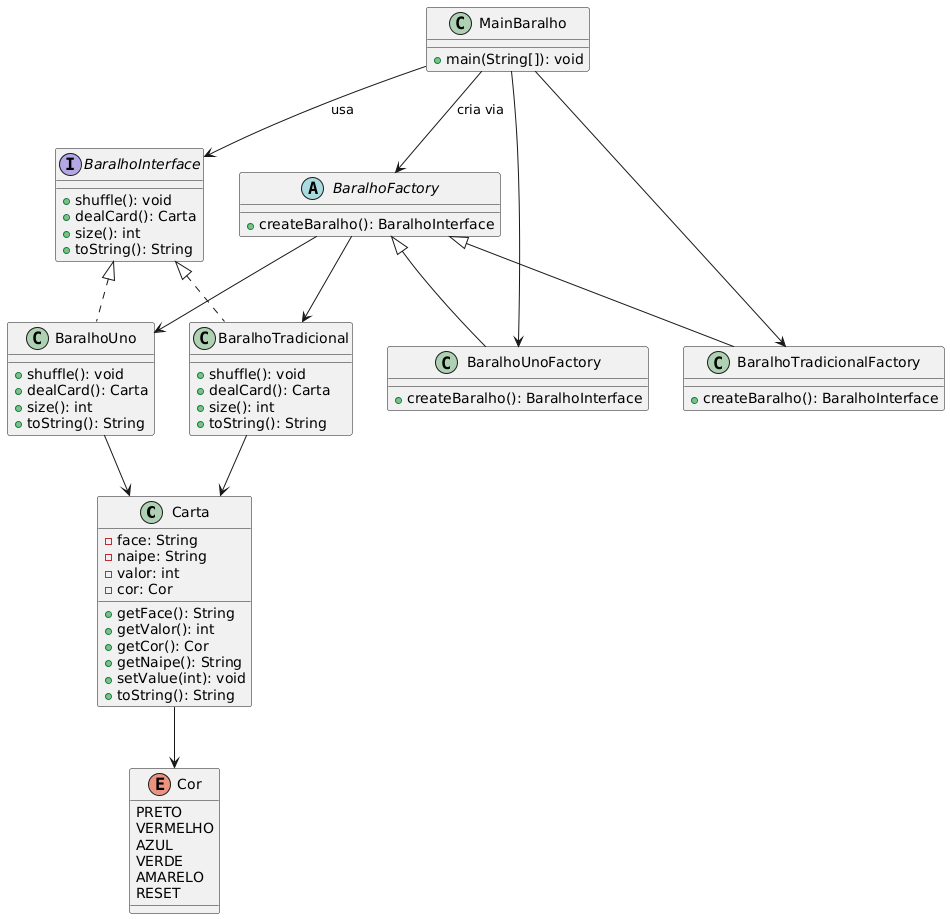 C MainBaralho
main(String[]): void
usa
cria via
I BaralhoInterface
shuffle(): void
dealCard(): Carta
size(): int
toString(): String
A BaralhoFactory
createBaralho(): BaralhoInterface
C BaralhoUno
shuffle(): void
dealCard(): Carta
size(): int
toString(): String
C BaralhoTradicional
shuffle(): void
dealCard(): Carta
size(): int
toString(): String
C BaralhoUnoFactory
createBaralho(): BaralhoInterface
C BaralhoTradicionalFactory
createBaralho(): BaralhoInterface
C Carta
face: String
naipe: String
valor: int
cor: Cor
getFace(): String
getValor(): int
getCor(): Cor
getNaipe(): String
setValue(int): void
toString(): String
E Cor
PRETO
VERMELHO
AZUL
VERDE
AMARELO
RESET